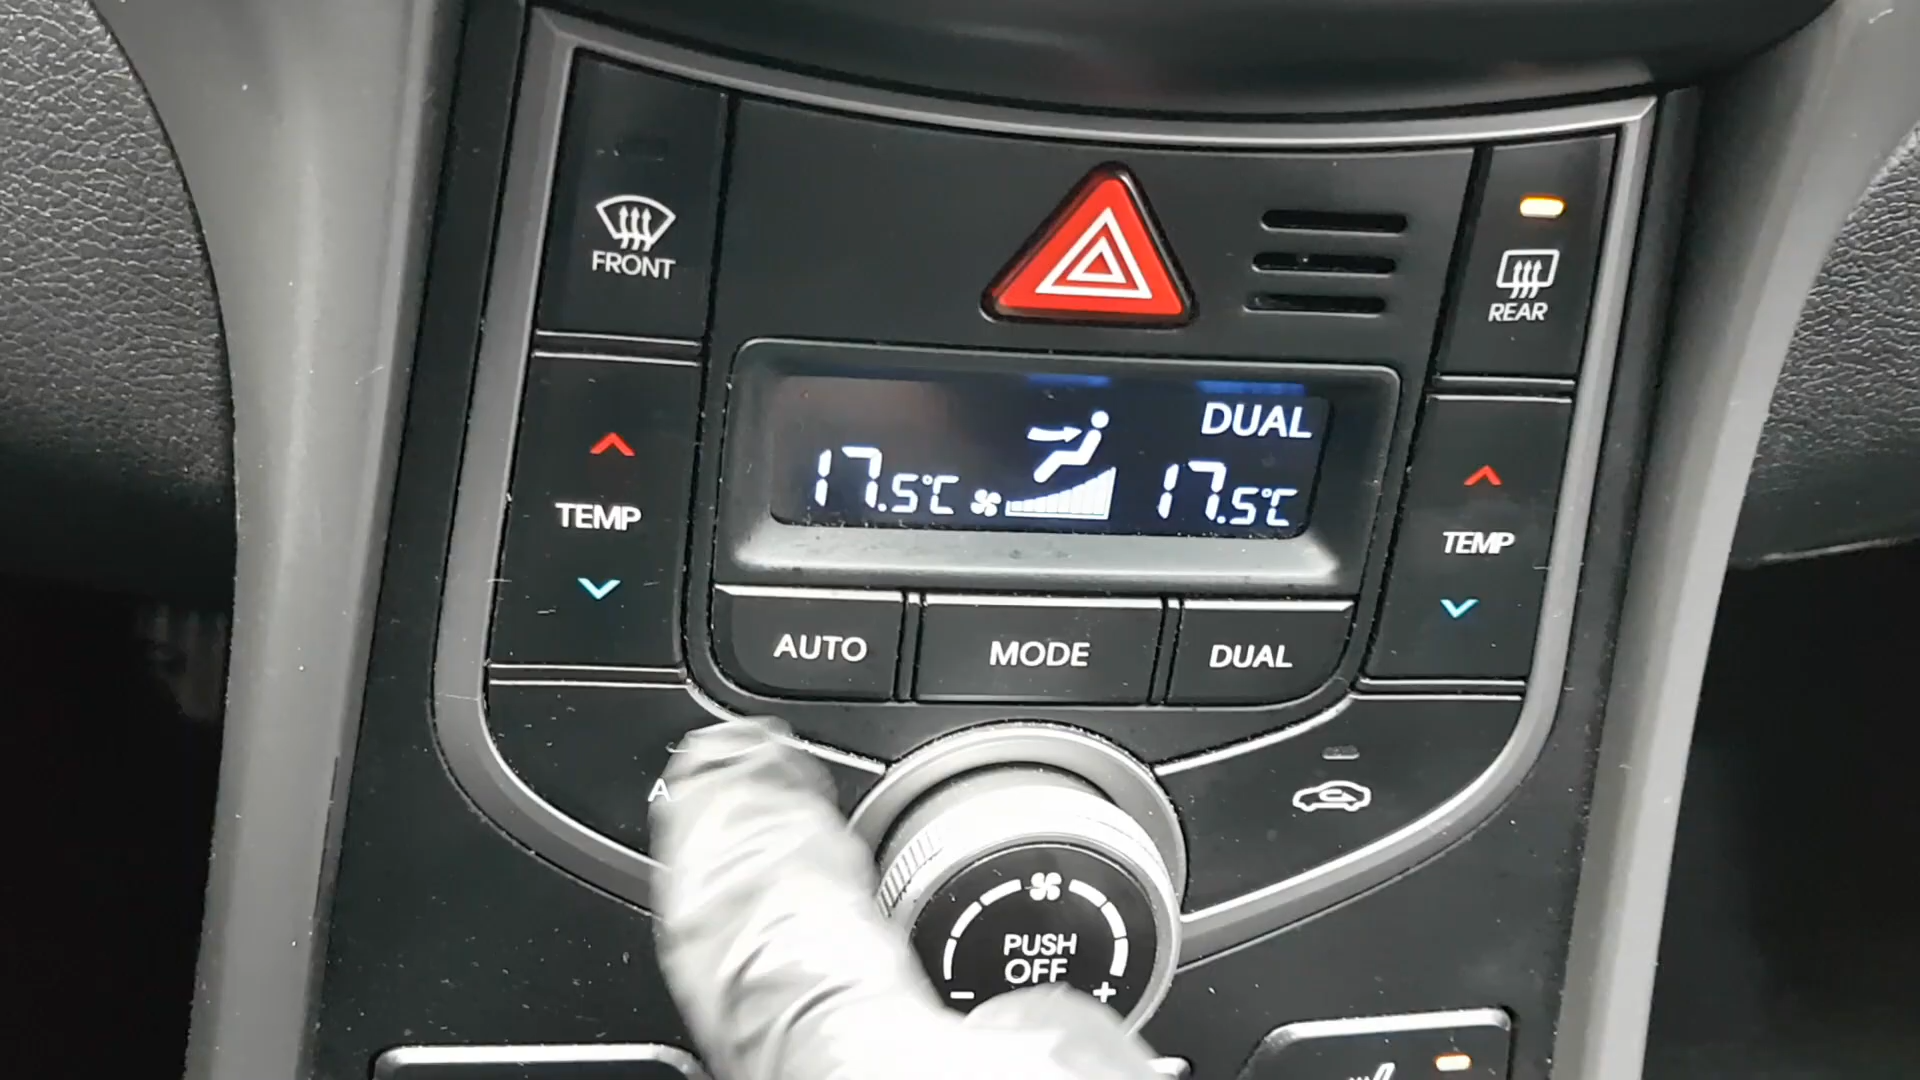 FRONT
REAR
DUAL
17.5°C
17.5°C
TEMP
TEMP
AUTO
MODE
DUAL
A
PUSH
OFF
- +